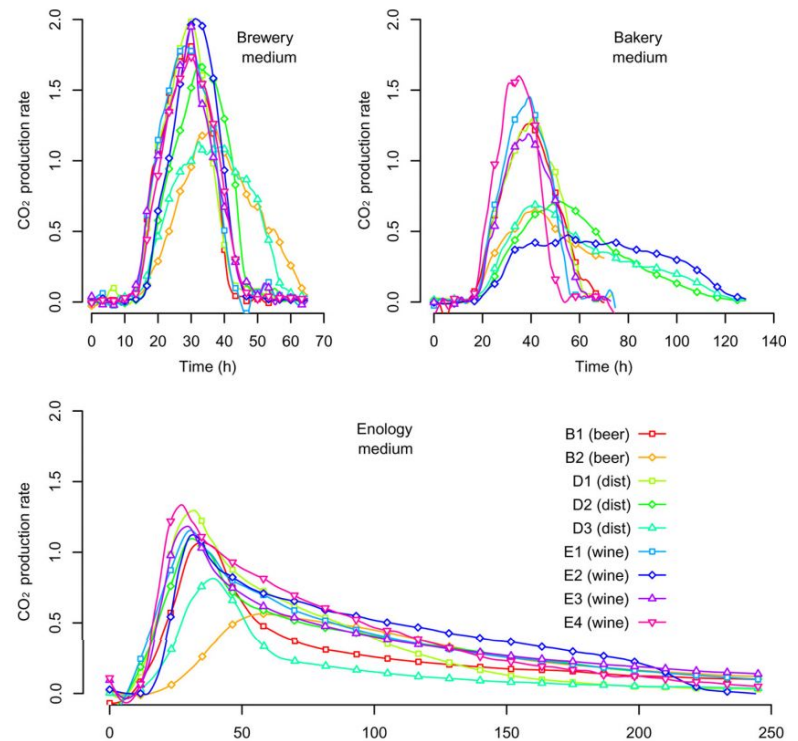 Brewery
medium
CO₂ production rate
2.0
1.5
1.0
0.5
0.0
0 10 20 30 40 50 60 70
Time (h)
Bakery
medium
CO₂ production rate
2.0
1.5
1.0
0.5
0.0
0 20 40 60 80 100 120 140
Time (h)
Enology
medium
CO₂ production rate
2.0
1.5
1.0
0.5
0.0
B1 (beer)
B2 (beer)
D1 (dist)
D2 (dist)
D3 (dist)
E1 (wine)
E2 (wine)
E3 (wine)
E4 (wine)
0 50 100 150 200 250